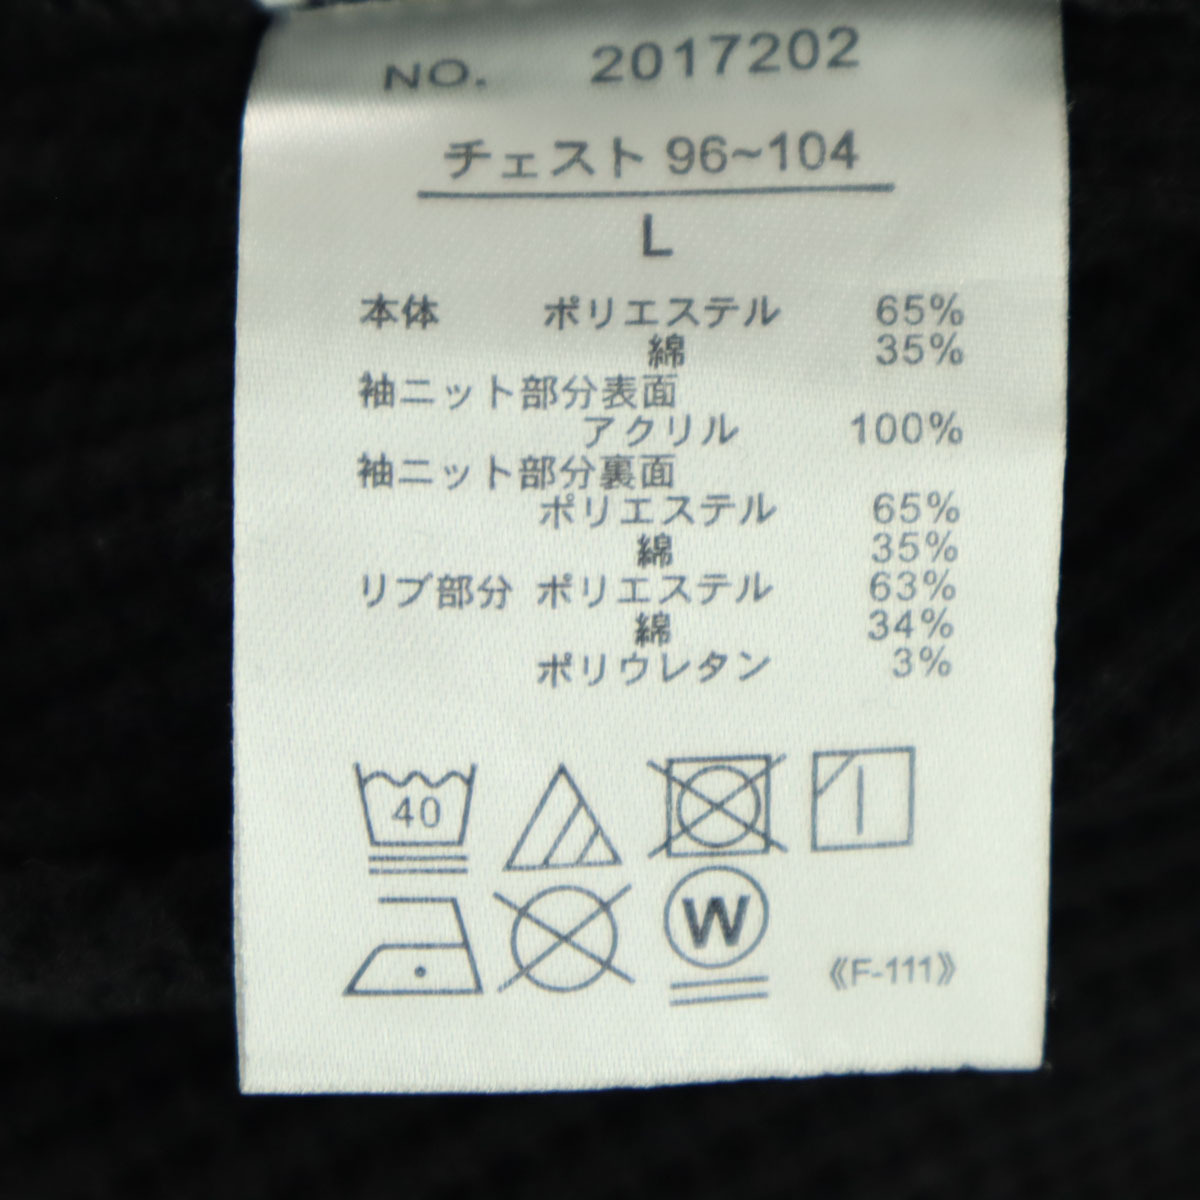 NO. 2017202
チェスト 96~104
L
本体 ポリエステル 65%
綿 35%
袖ニット部分表面
アクリル 100%
袖ニット部分裏面
ポリエステル 65%
綿 35%
リブ部分 ポリエステル 63%
綿 34%
ポリウレタン 3%
40
W
《F-111》